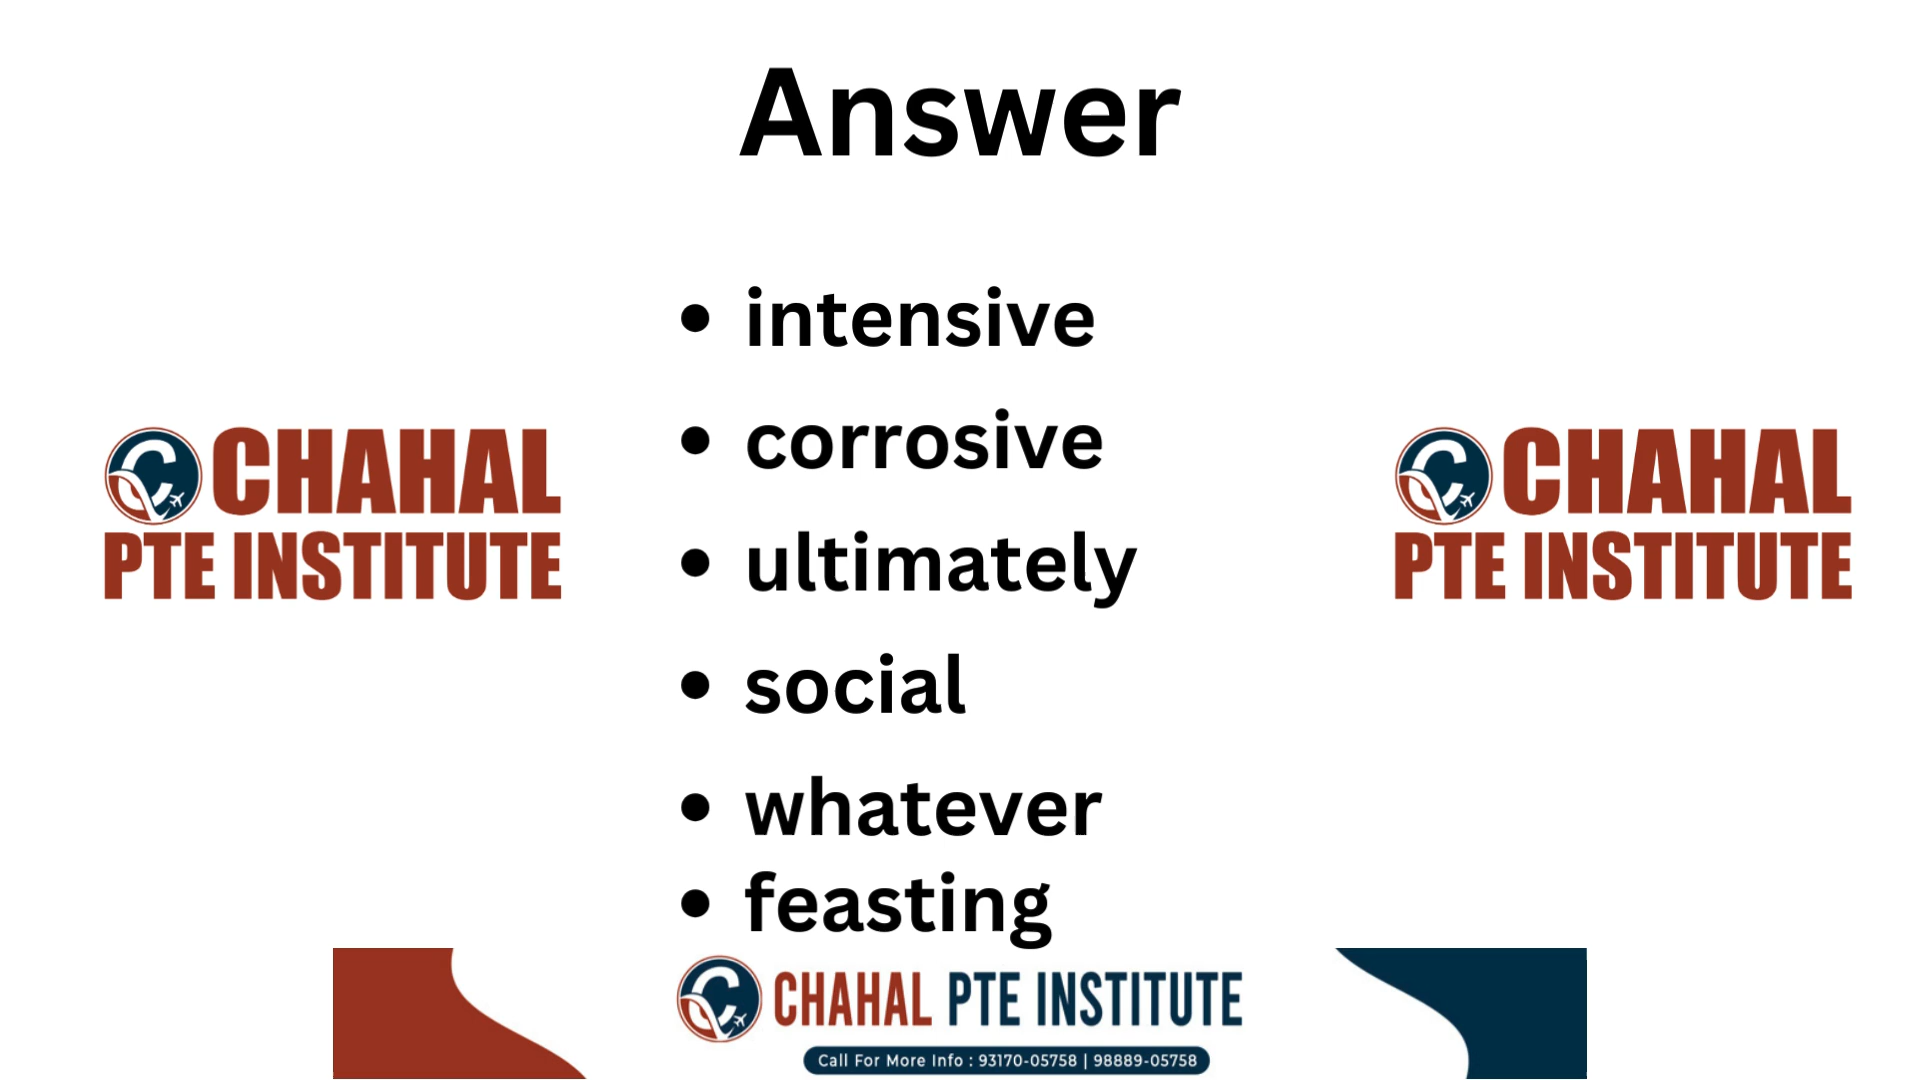 Answer
• intensive
• corrosive
• ultimately
• social
• whatever
• feasting
CHAHAL
PTE INSTITUTE
CHAHAL
PTE INSTITUTE
CHAHAL PTE INSTITUTE
Call For More Info : 93170-05758 | 98889-05758